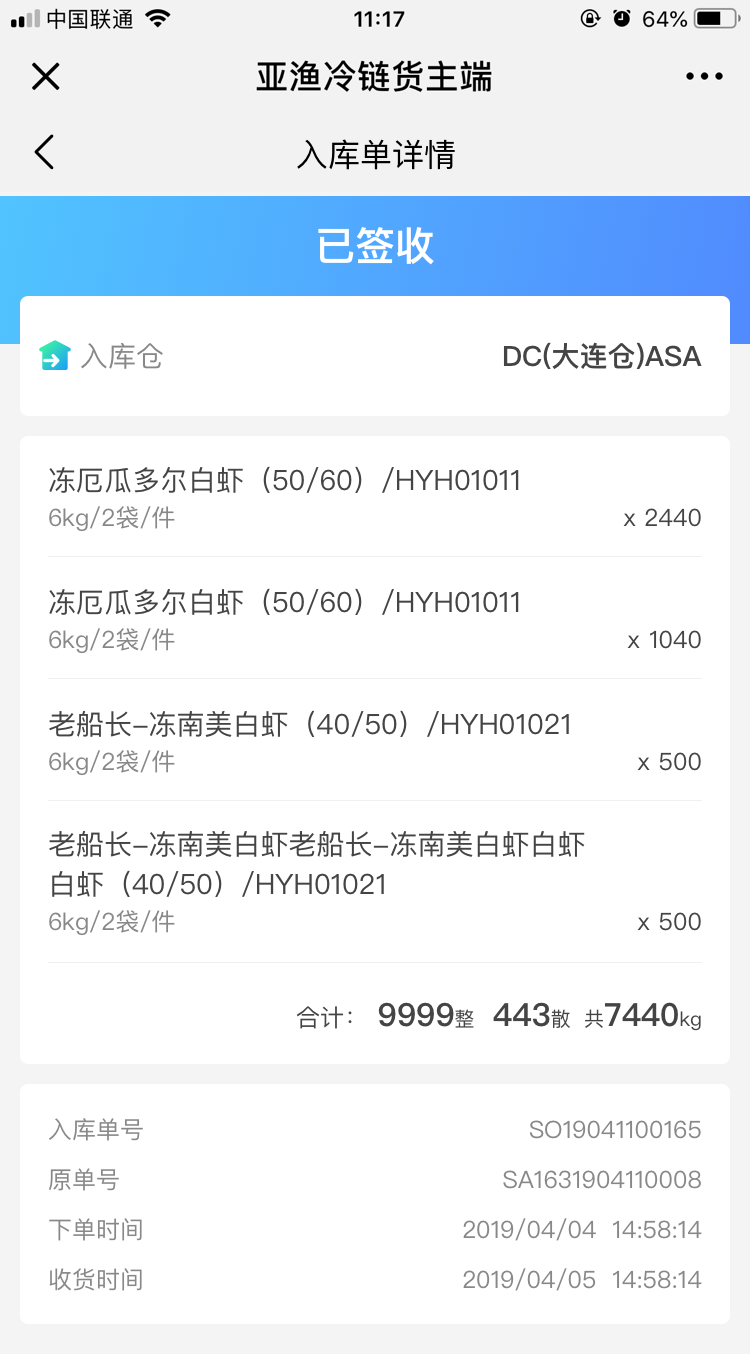 中国联通 11:17 64%
亚渔冷链货主端
入库单详情
已签收
入库仓 DC(大连仓)ASA
冻厄瓜多尔白虾（50/60）/HYH01011
6kg/2袋/件 x 2440
冻厄瓜多尔白虾（50/60）/HYH01011
6kg/2袋/件 x 1040
老船长–冻南美白虾（40/50）/HYH01021
6kg/2袋/件 x 500
老船长–冻南美白虾老船长–冻南美白虾白虾
白虾（40/50）/HYH01021
6kg/2袋/件 x 500
合计： 9999整 443散 共7440kg
入库单号 SO19041100165
原单号 SA1631904110008
下单时间 2019/04/04 14:58:14
收货时间 2019/04/05 14:58:14